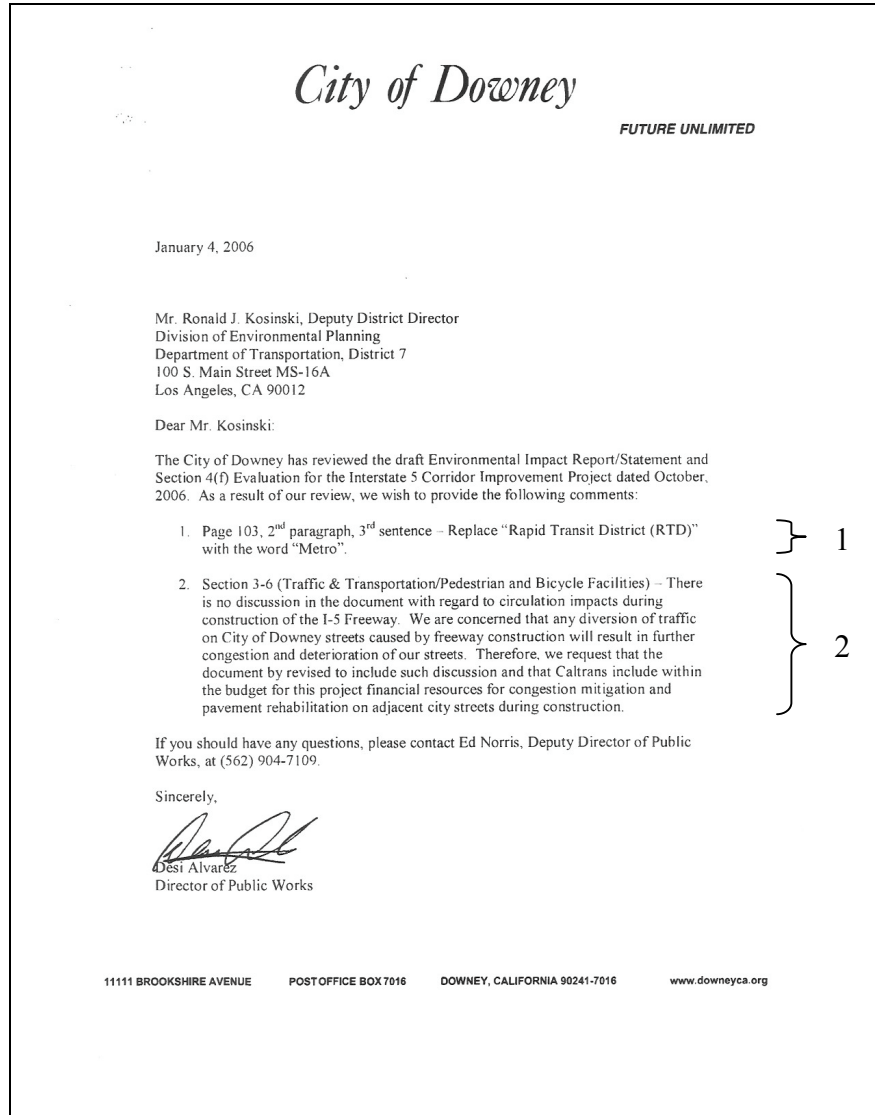 City of Downey
FUTURE UNLIMITED
January 4, 2006
Mr. Ronald J. Kosinski, Deputy District Director
Division of Environmental Planning
Department of Transportation, District 7
100 S. Main Street MS-16A
Los Angeles, CA 90012
Dear Mr. Kosinski:
The City of Downey has reviewed the draft Environmental Impact Report/Statement and
Section 4(f) Evaluation for the Interstate 5 Corridor Improvement Project dated October,
2006. As a result of our review, we wish to provide the following comments:
1. Page 103, 2nd paragraph, 3rd sentence – Replace “Rapid Transit District (RTD)”
with the word “Metro”.
1
2. Section 3-6 (Traffic & Transportation/Pedestrian and Bicycle Facilities) – There
is no discussion in the document with regard to circulation impacts during
construction of the I-5 Freeway. We are concerned that any diversion of traffic
on City of Downey streets caused by freeway construction will result in further
congestion and deterioration of our streets. Therefore, we request that the
document by revised to include such discussion and that Caltrans include within
the budget for this project financial resources for congestion mitigation and
pavement rehabilitation on adjacent city streets during construction.
2
If you should have any questions, please contact Ed Norris, Deputy Director of Public
Works, at (562) 904-7109.
Sincerely,
Desi Alvarez
Director of Public Works
11111 BROOKSHIRE AVENUE POST OFFICE BOX 7016 DOWNEY, CALIFORNIA 90241-7016 www.downeyca.org